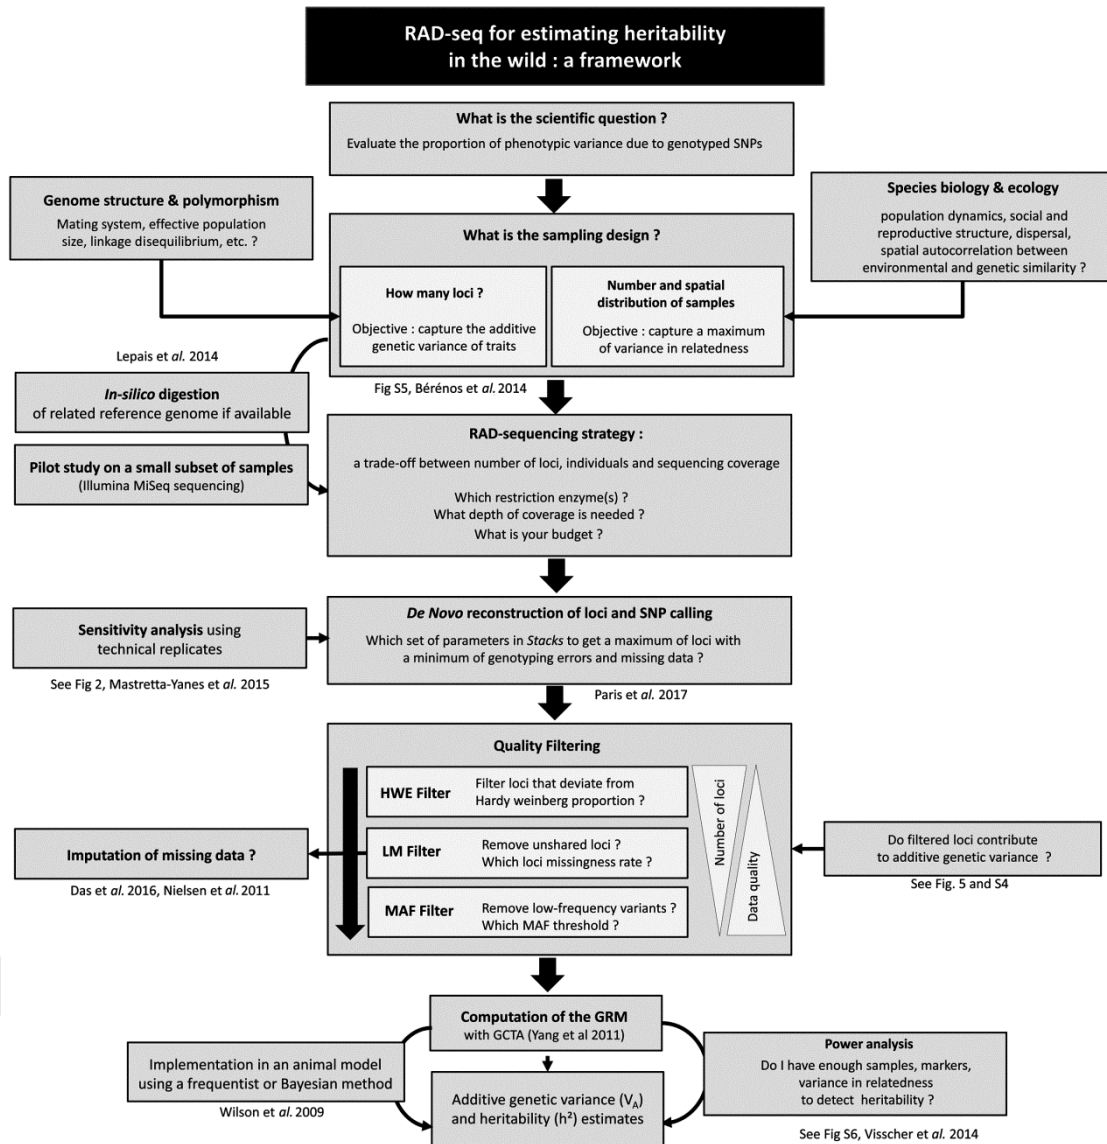 RAD-seq for estimating heritability
in the wild : a framework
What is the scientific question ?
Evaluate the proportion of phenotypic variance due to genotyped SNPs
Genome structure & polymorphism
Mating system, effective population
size, linkage disequilibrium, etc. ?
Species biology & ecology
population dynamics, social and
reproductive structure, dispersal,
spatial autocorrelation between
environmental and genetic similarity ?
What is the sampling design ?
How many loci ?
Objective : capture the additive
genetic variance of traits
Number and spatial
distribution of samples
Objective : capture a maximum
of variance in relatedness
Lepais et al. 2014
Fig S5, Bérénos et al. 2014
In-silico digestion
of related reference genome if available
Pilot study on a small subset of samples
(Illumina MiSeq sequencing)
RAD-sequencing strategy :
a trade-off between number of loci, individuals and sequencing coverage
Which restriction enzyme(s) ?
What depth of coverage is needed ?
What is your budget ?
Sensitivity analysis using
technical replicates
See Fig 2, Mastretta-Yanes et al. 2015
De Novo reconstruction of loci and SNP calling
Which set of parameters in Stacks to get a maximum of loci with
a minimum of genotyping errors and missing data ?
Paris et al. 2017
Quality Filtering
HWE Filter
Filter loci that deviate from
Hardy weinberg proportion ?
LM Filter
Remove unshared loci ?
Which loci missingness rate ?
MAF Filter
Remove low-frequency variants ?
Which MAF threshold ?
Number of loci
Data quality
Imputation of missing data ?
Das et al. 2016, Nielsen et al. 2011
Do filtered loci contribute
to additive genetic variance ?
See Fig. 5 and S4
Computation of the GRM
with GCTA (Yang et al 2011)
Implementation in an animal model
using a frequentist or Bayesian method
Wilson et al. 2009
Additive genetic variance (VA)
and heritability (h²) estimates
Power analysis
Do I have enough samples, markers,
variance in relatedness
to detect heritability ?
See Fig S6, Visscher et al. 2014